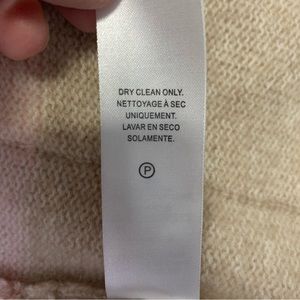 DRY CLEAN ONLY.
NETTOYAGE À SEC
UNIQUEMENT.
LAVAR EN SECO
SOLAMENTE.
P